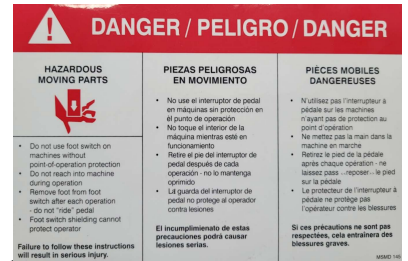 DANGER / PELIGRO / DANGER
HAZARDOUS
MOVING PARTS
• Do not use foot switch on
machines without
point-of-operation protection
• Do not reach into machine
during operation
• Remove foot from foot
switch after each operation
- do not "ride" pedal
• Foot switch shielding cannot
protect operator
Failure to follow these instructions
will result in serious injury.
PIEZAS PELIGROSAS
EN MOVIMIENTO
• No use el interruptor de pedal
en máquinas sin protección en
él punto de operación
• No toque el interior de la
máquina mientras esté en
funcionamiento
• Retire el pie del interruptor de
pedal después de cada
operación - no lo mantenga
oprimido
• La guarda del interruptor de
pedal no protege al operador
contra lesiones
El incumplimiento de estas
precauciones podrá causar
lesiones serias.
PIÈCES MOBILES
DANGEREUSES
• N'utilisez pas l'interrupteur à
pédale sur les machines
n'ayant pas de protection au
point d'opération
• Ne mettez pas la main dans la
machine en marche
• Retirez le pied de la pédale
après chaque opération - ne
laissez pass ...reposer... le pied
sur la pédale
• Le protecteur de l'interrupteur à
pédale ne protège pas
l'opérateur contre les blessures
Si ces précautions ne sont pas
respectées, cela entraînera des
blessures graves.
MSMD 145